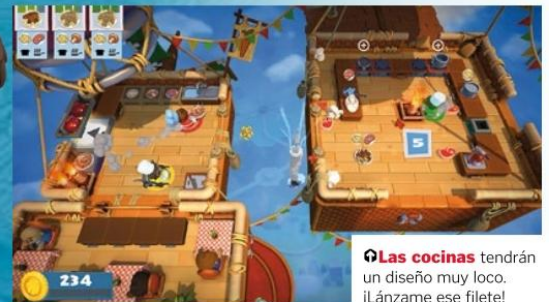 5
234
Las cocinas tendrán
un diseño muy loco.
¡Lánzame ese filete!